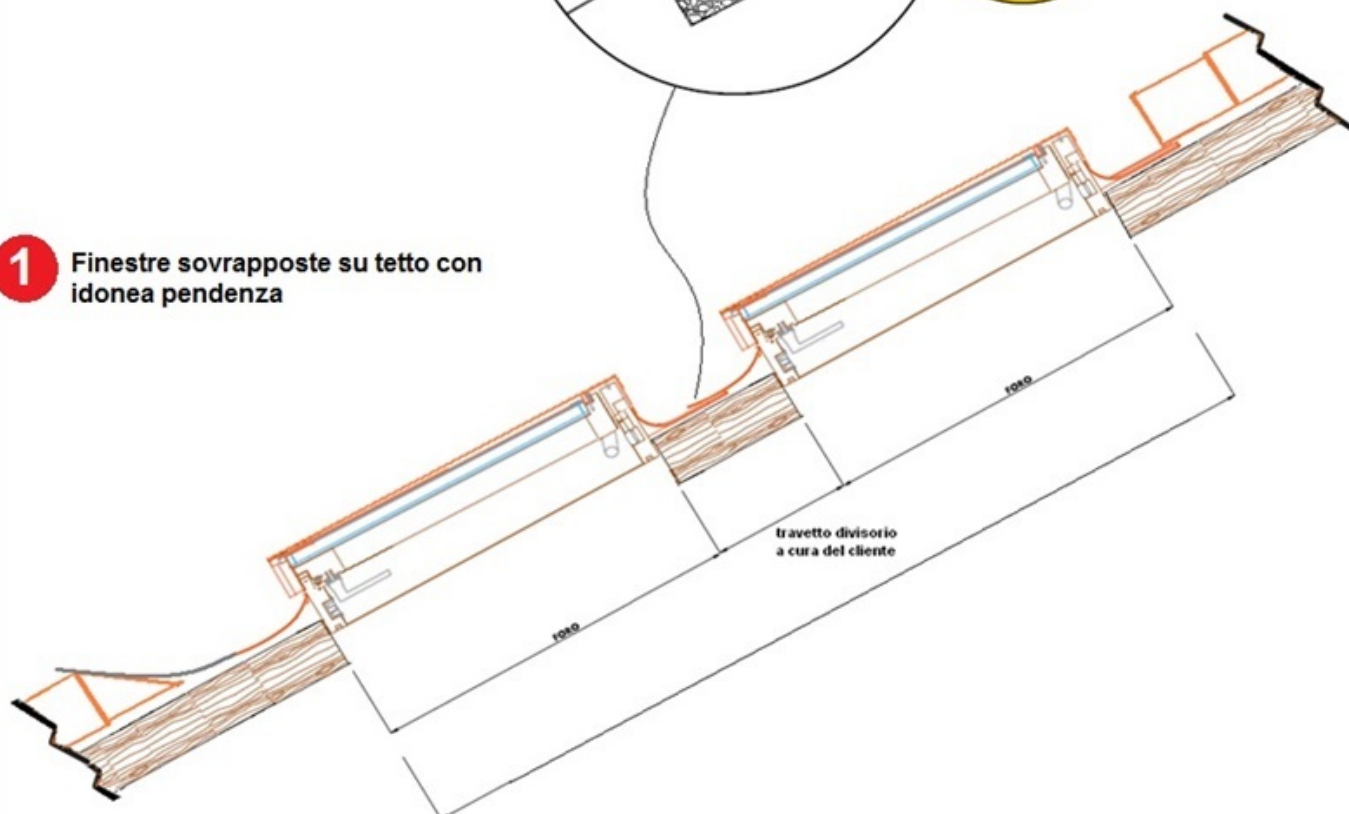 1
Finestre sovrapposte su tetto con
idonea pendenza
FORO
travetto divisorio
a cura del cliente
FORO